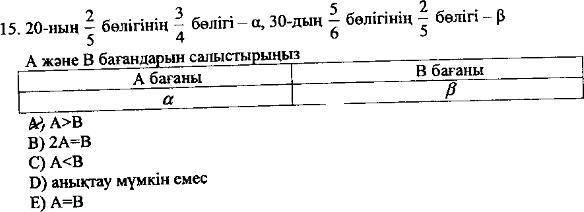 15. 20-ның 2/5 бөлігінің 3/4 бөлігі – α, 30-дың 5/6 бөлігінің 2/5 бөлігі – β
А және В бағандарын салыстырыңыз
А бағаны В бағаны
α β
A) A>B
B) 2A=B
C) A<B
D) анықтау мүмкін емес
E) A=B